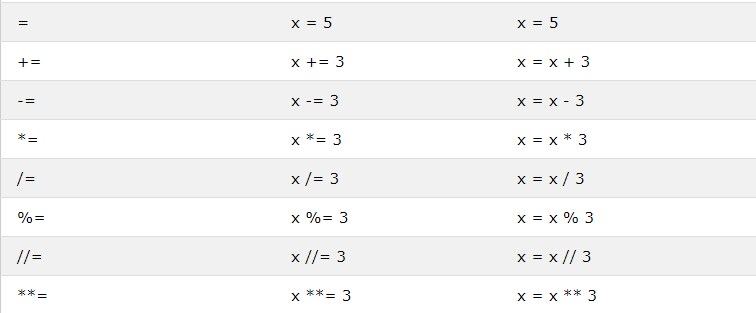 = x = 5 x = 5
+= x += 3 x = x + 3
-= x -= 3 x = x - 3
*= x *= 3 x = x * 3
/= x /= 3 x = x / 3
%= x %= 3 x = x % 3
//= x //= 3 x = x // 3
**= x **= 3 x = x ** 3